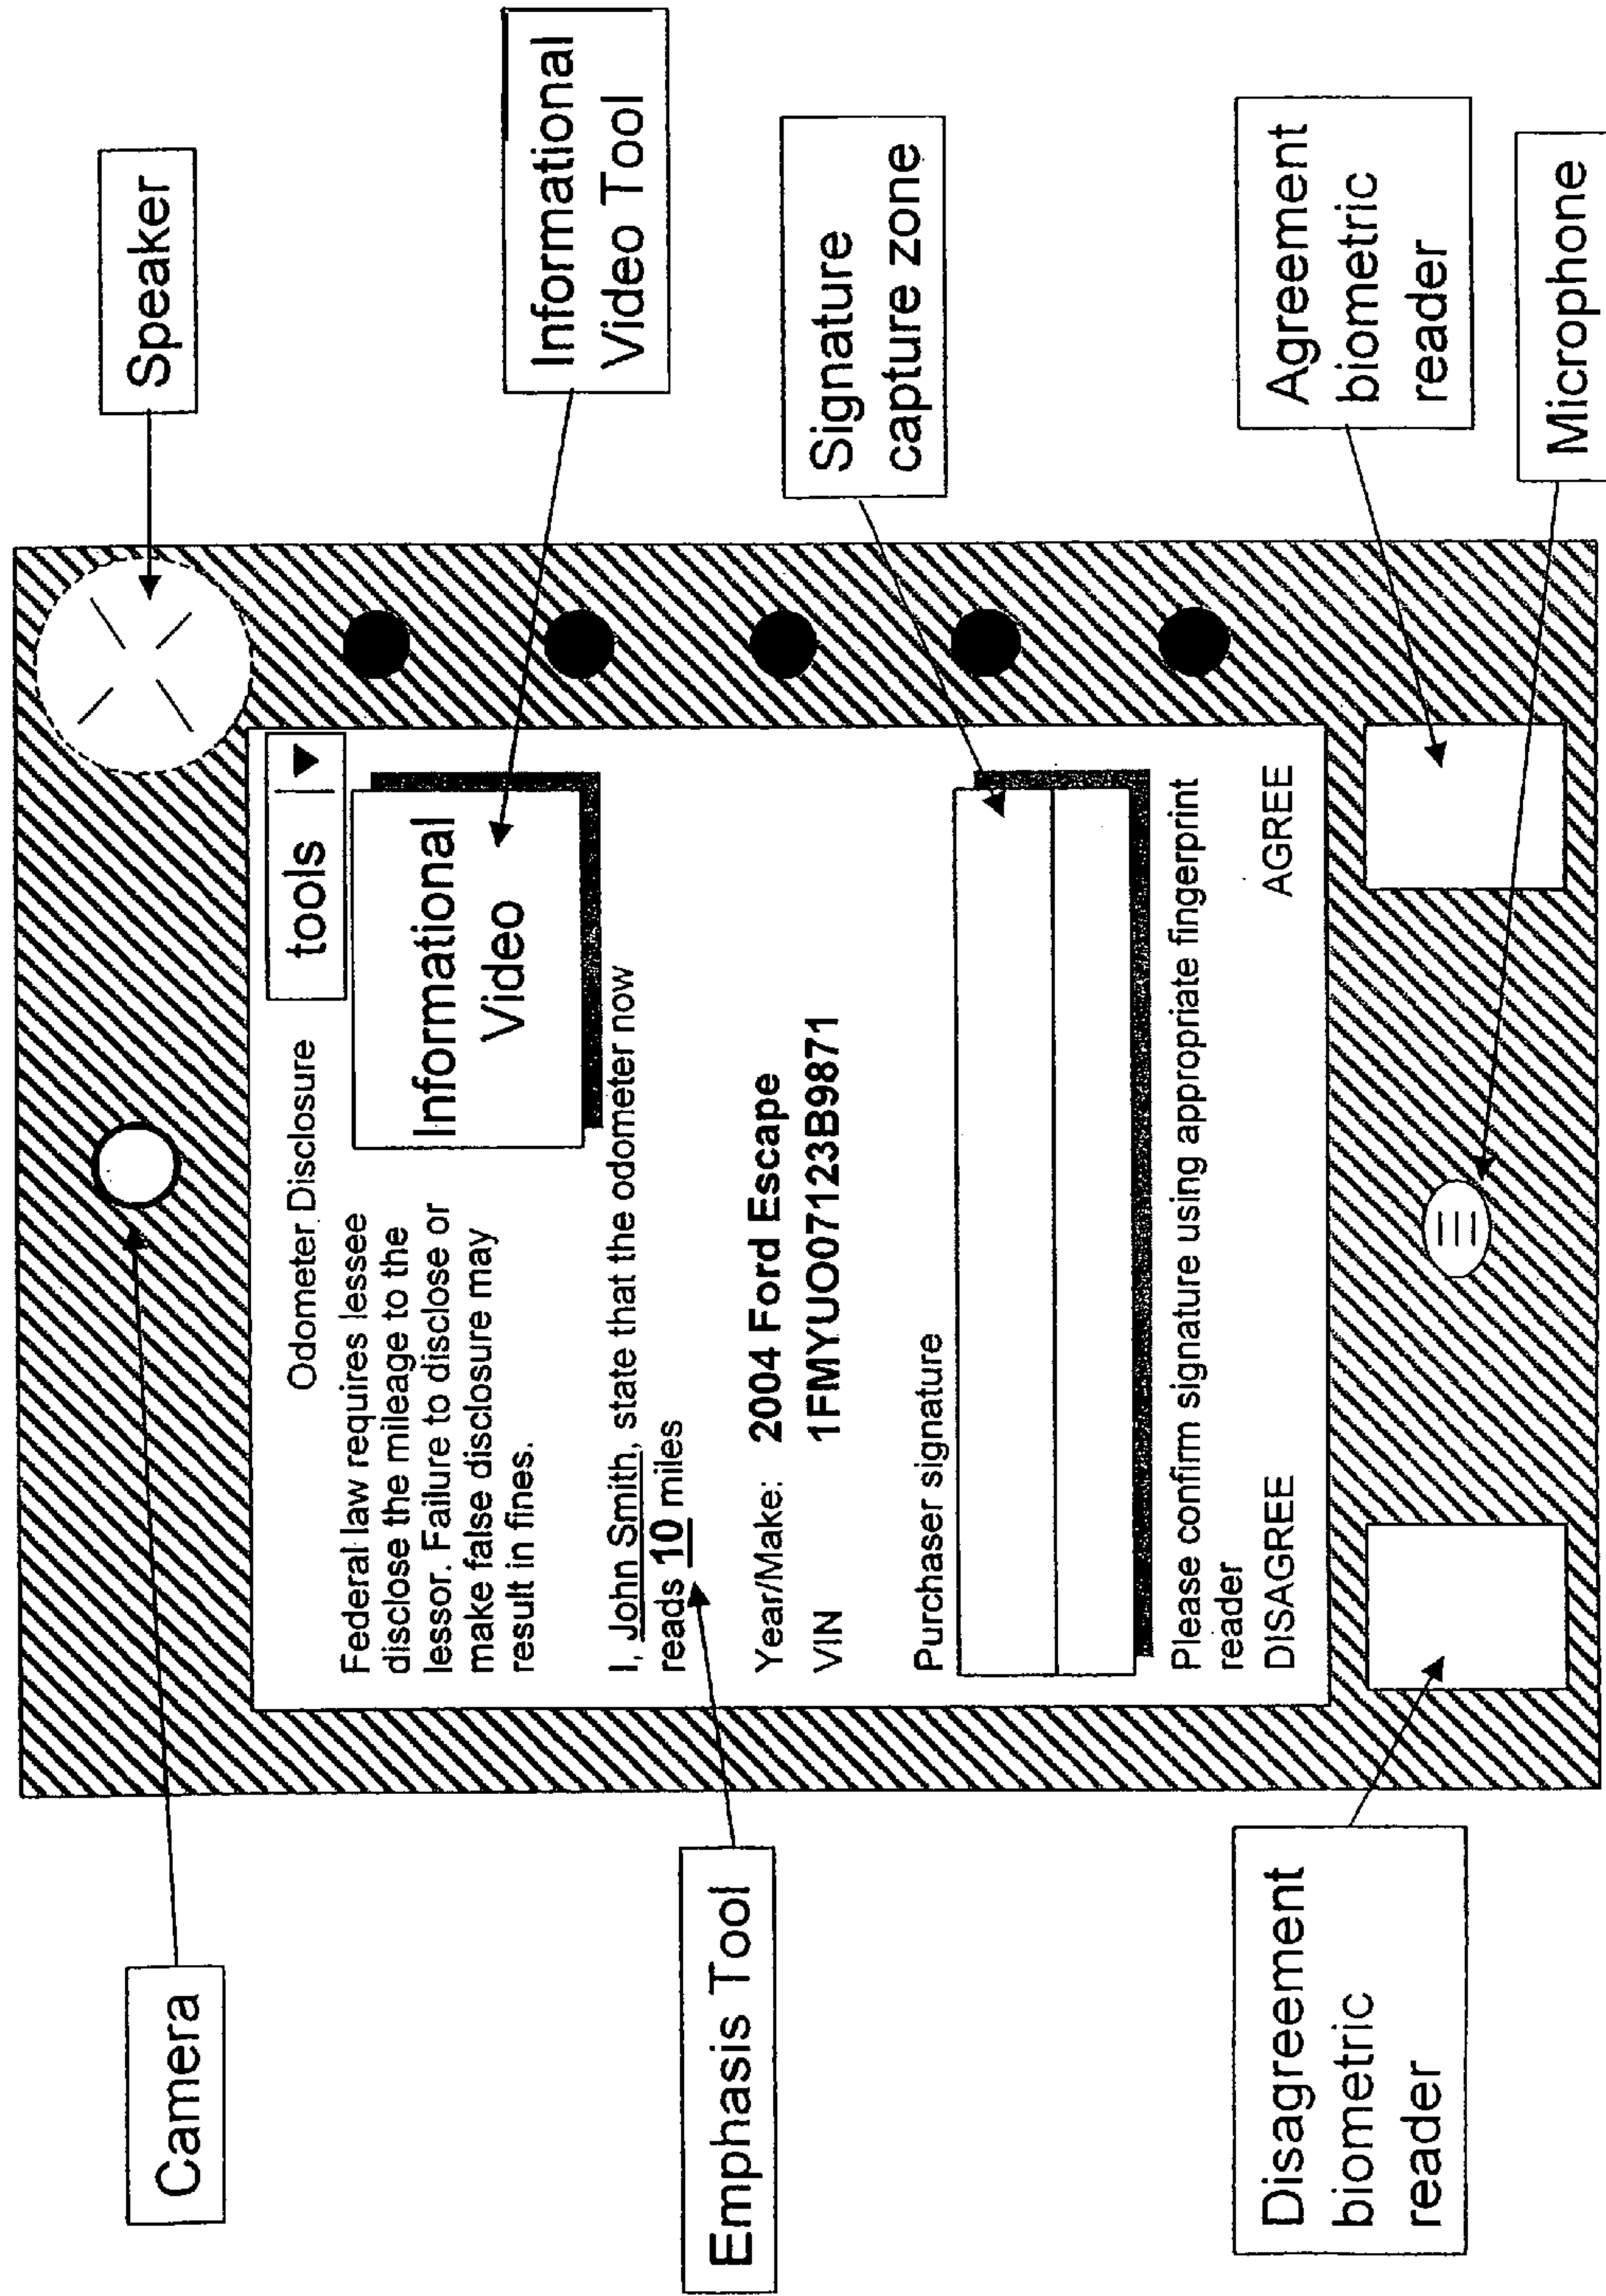 Camera
Speaker
Odometer Disclosure
tools
Federal law requires lessee
disclose the mileage to the
lessor. Failure to disclose or
make false disclosure may
result in fines.
Informational
Video
Informational
Video Tool
I, John Smith, state that the odometer now
reads 10 miles
Emphasis Tool
Year/Make: 2004 Ford Escape
VIN 1FMYUO07123B9871
Signature
capture zone
Purchaser signature
Please confirm signature using appropriate fingerprint
reader
DISAGREE AGREE
Disagreement
biometric
reader
Agreement
biometric
reader
Microphone